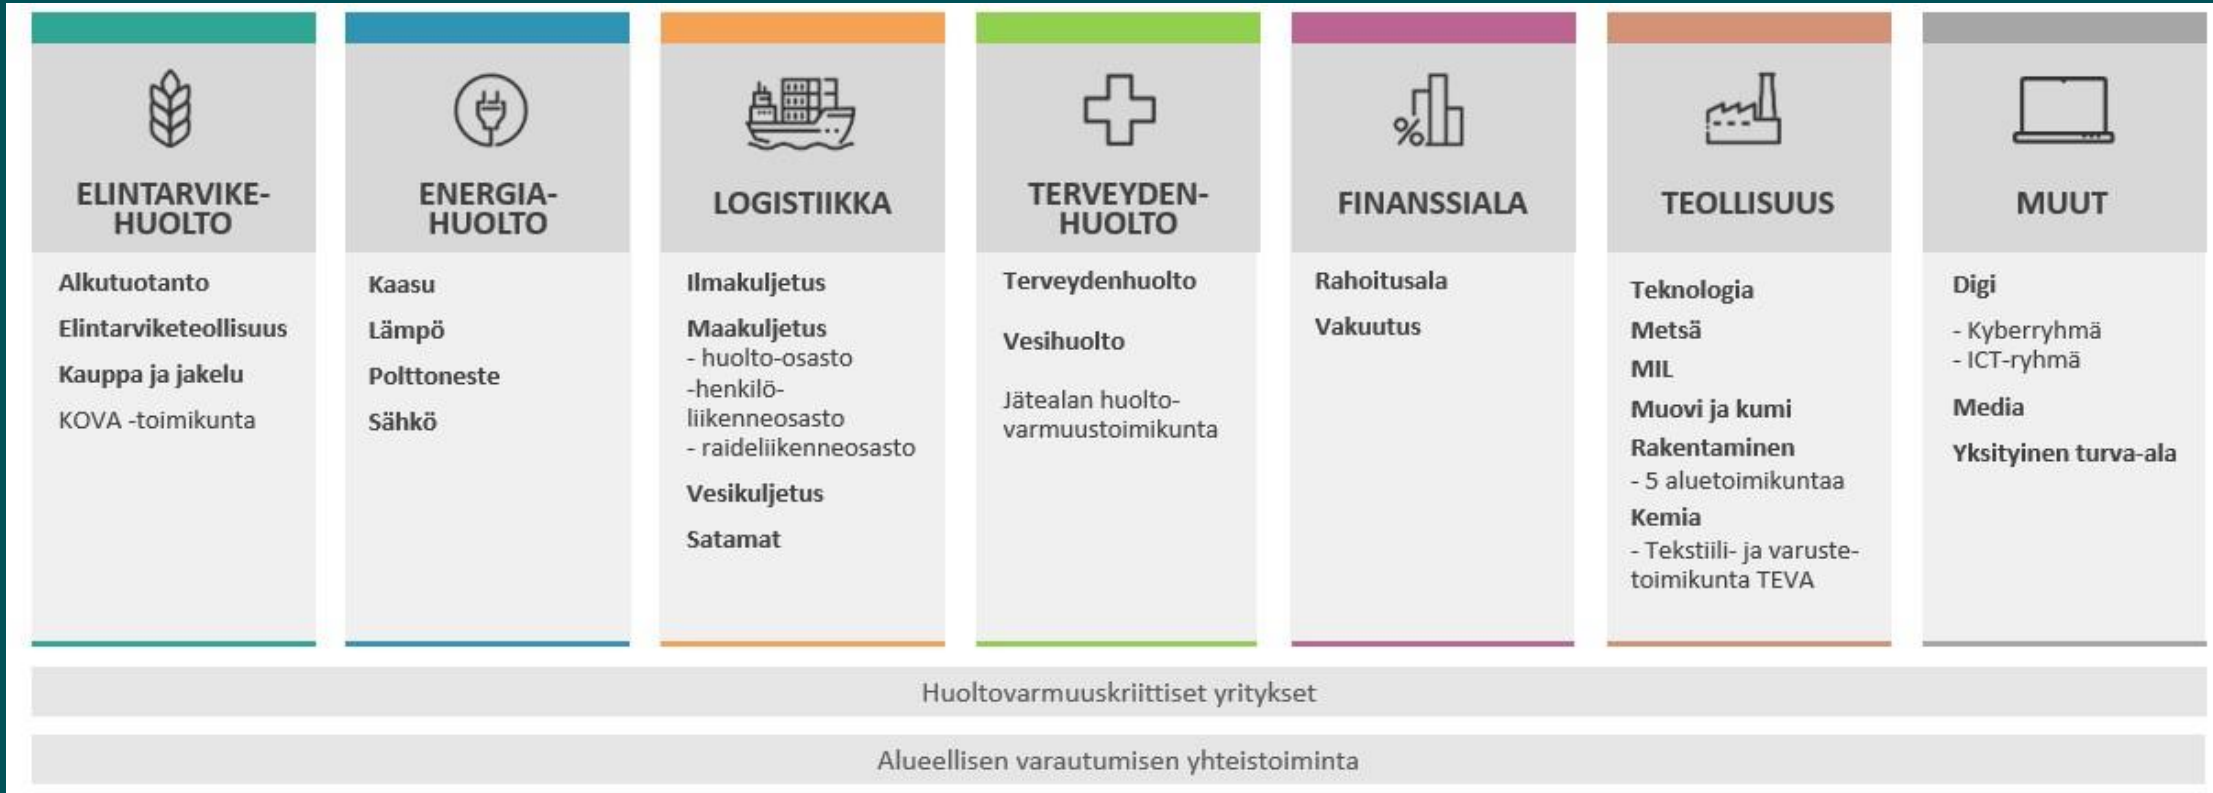 ELINTARVIKE-
HUOLTO
Alkutuotanto
Elintarviketeollisuus
Kauppa ja jakelu
KOVA -toimikunta
ENERGIA-
HUOLTO
Kaasu
Lämpö
Polttoneste
Sähkö
LOGISTIIKKA
Ilmakuljetus
Maakuljetus
- huolto-osasto
-henkilö-
liikenneosasto
- raideliikenneosasto
Vesikuljetus
Satamat
TERVEYDEN-
HUOLTO
Terveydenhuolto
Vesihuolto
Jätealan huolto-
varmuustoimikunta
%
FINANSSIALA
Rahoitusala
Vakuutus
TEOLLISUUS
Teknologia
Metsä
MIL
Muovi ja kumi
Rakentaminen
- 5 aluetoimikuntaa
Kemia
- Tekstiili- ja varuste-
toimikunta TEVA
MUUT
Digi
- Kyberryhmä
- ICT-ryhmä
Media
Yksityinen turva-ala
Huoltovarmuuskriittiset yritykset
Alueellisen varautumisen yhteistoiminta